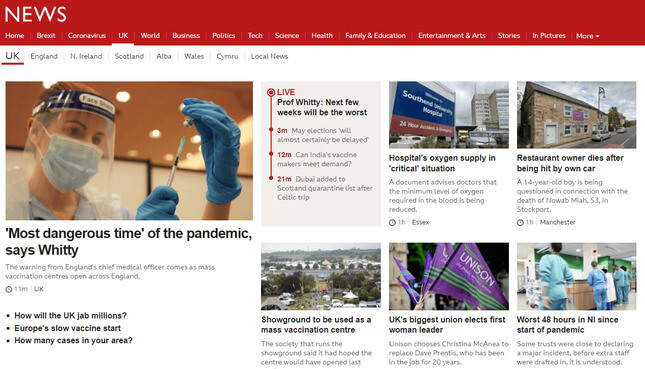 NEWS
Home Brexit Coronavirus UK World Business Politics Tech Science Health Family & Education Entertainment & Arts Stories In Pictures More
UK England N. Ireland Scotland Alba Wales Cymru Local News
Face Shield
'Most dangerous time' of the pandemic,
says Whitty
The warning from England's chief medical officer comes as mass
vaccination centres open across England.
11m UK
How will the UK jab millions?
Europe's slow vaccine start
How many cases in your area?
LIVE
Prof Whitty: Next few
weeks will be the worst
3m May elections 'will
almost certainly be delayed'
12m Can India's vaccine
makers meet demand?
21m Dubai added to
Scotland quarantine list after
Celtic trip
Welcome to
Southend University
Hospital
24 Hour Accident & Emergency
Hospital's oxygen supply in
'critical' situation
A document advises doctors that
the minimum level of oxygen
required in the blood is being
reduced.
1h Essex
Restaurant owner dies after
being hit by own car
A 14-year-old boy is being
questioned in connection with the
death of Nowab Miah, 53, in
Stockport.
1h Manchester
Showground to be used as a
mass vaccination centre
The society that runs the
showground said it had hoped the
centre would have opened last
UNISON
UK's biggest union elects first
woman leader
Unison chooses Christina McAnea to
replace Dave Prentis, who has been
in the job for 20 years.
Worst 48 hours in NI since
start of pandemic
Some trusts were close to declaring
a major incident, before extra staff
were drafted in, it is understood.